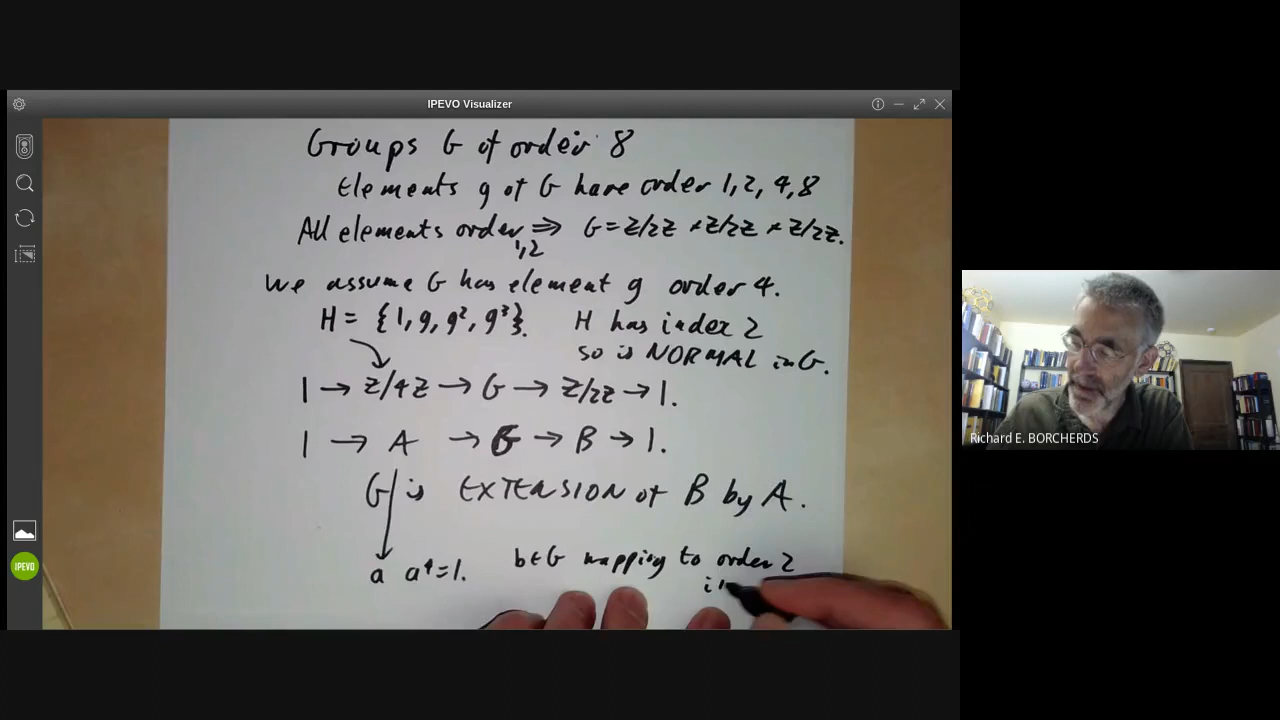 IPEVO Visualizer
Groups G of order 8
Elements g of G have order 1, 2, 4, 8
All elements order 1,2 ⇒ G = Z/2Z × Z/2Z × Z/2Z.
We assume G has element g order 4.
H = {1, g, g², g³}. H has index 2
so is NORMAL in G.
1 → Z/4Z → G → Z/2Z → 1.
1 → A → G → B → 1.
G is EXTENSION of B by A.
a a⁴=1. b∈G mapping to order 2
i
IPEVO
Richard E. BORCHERDS